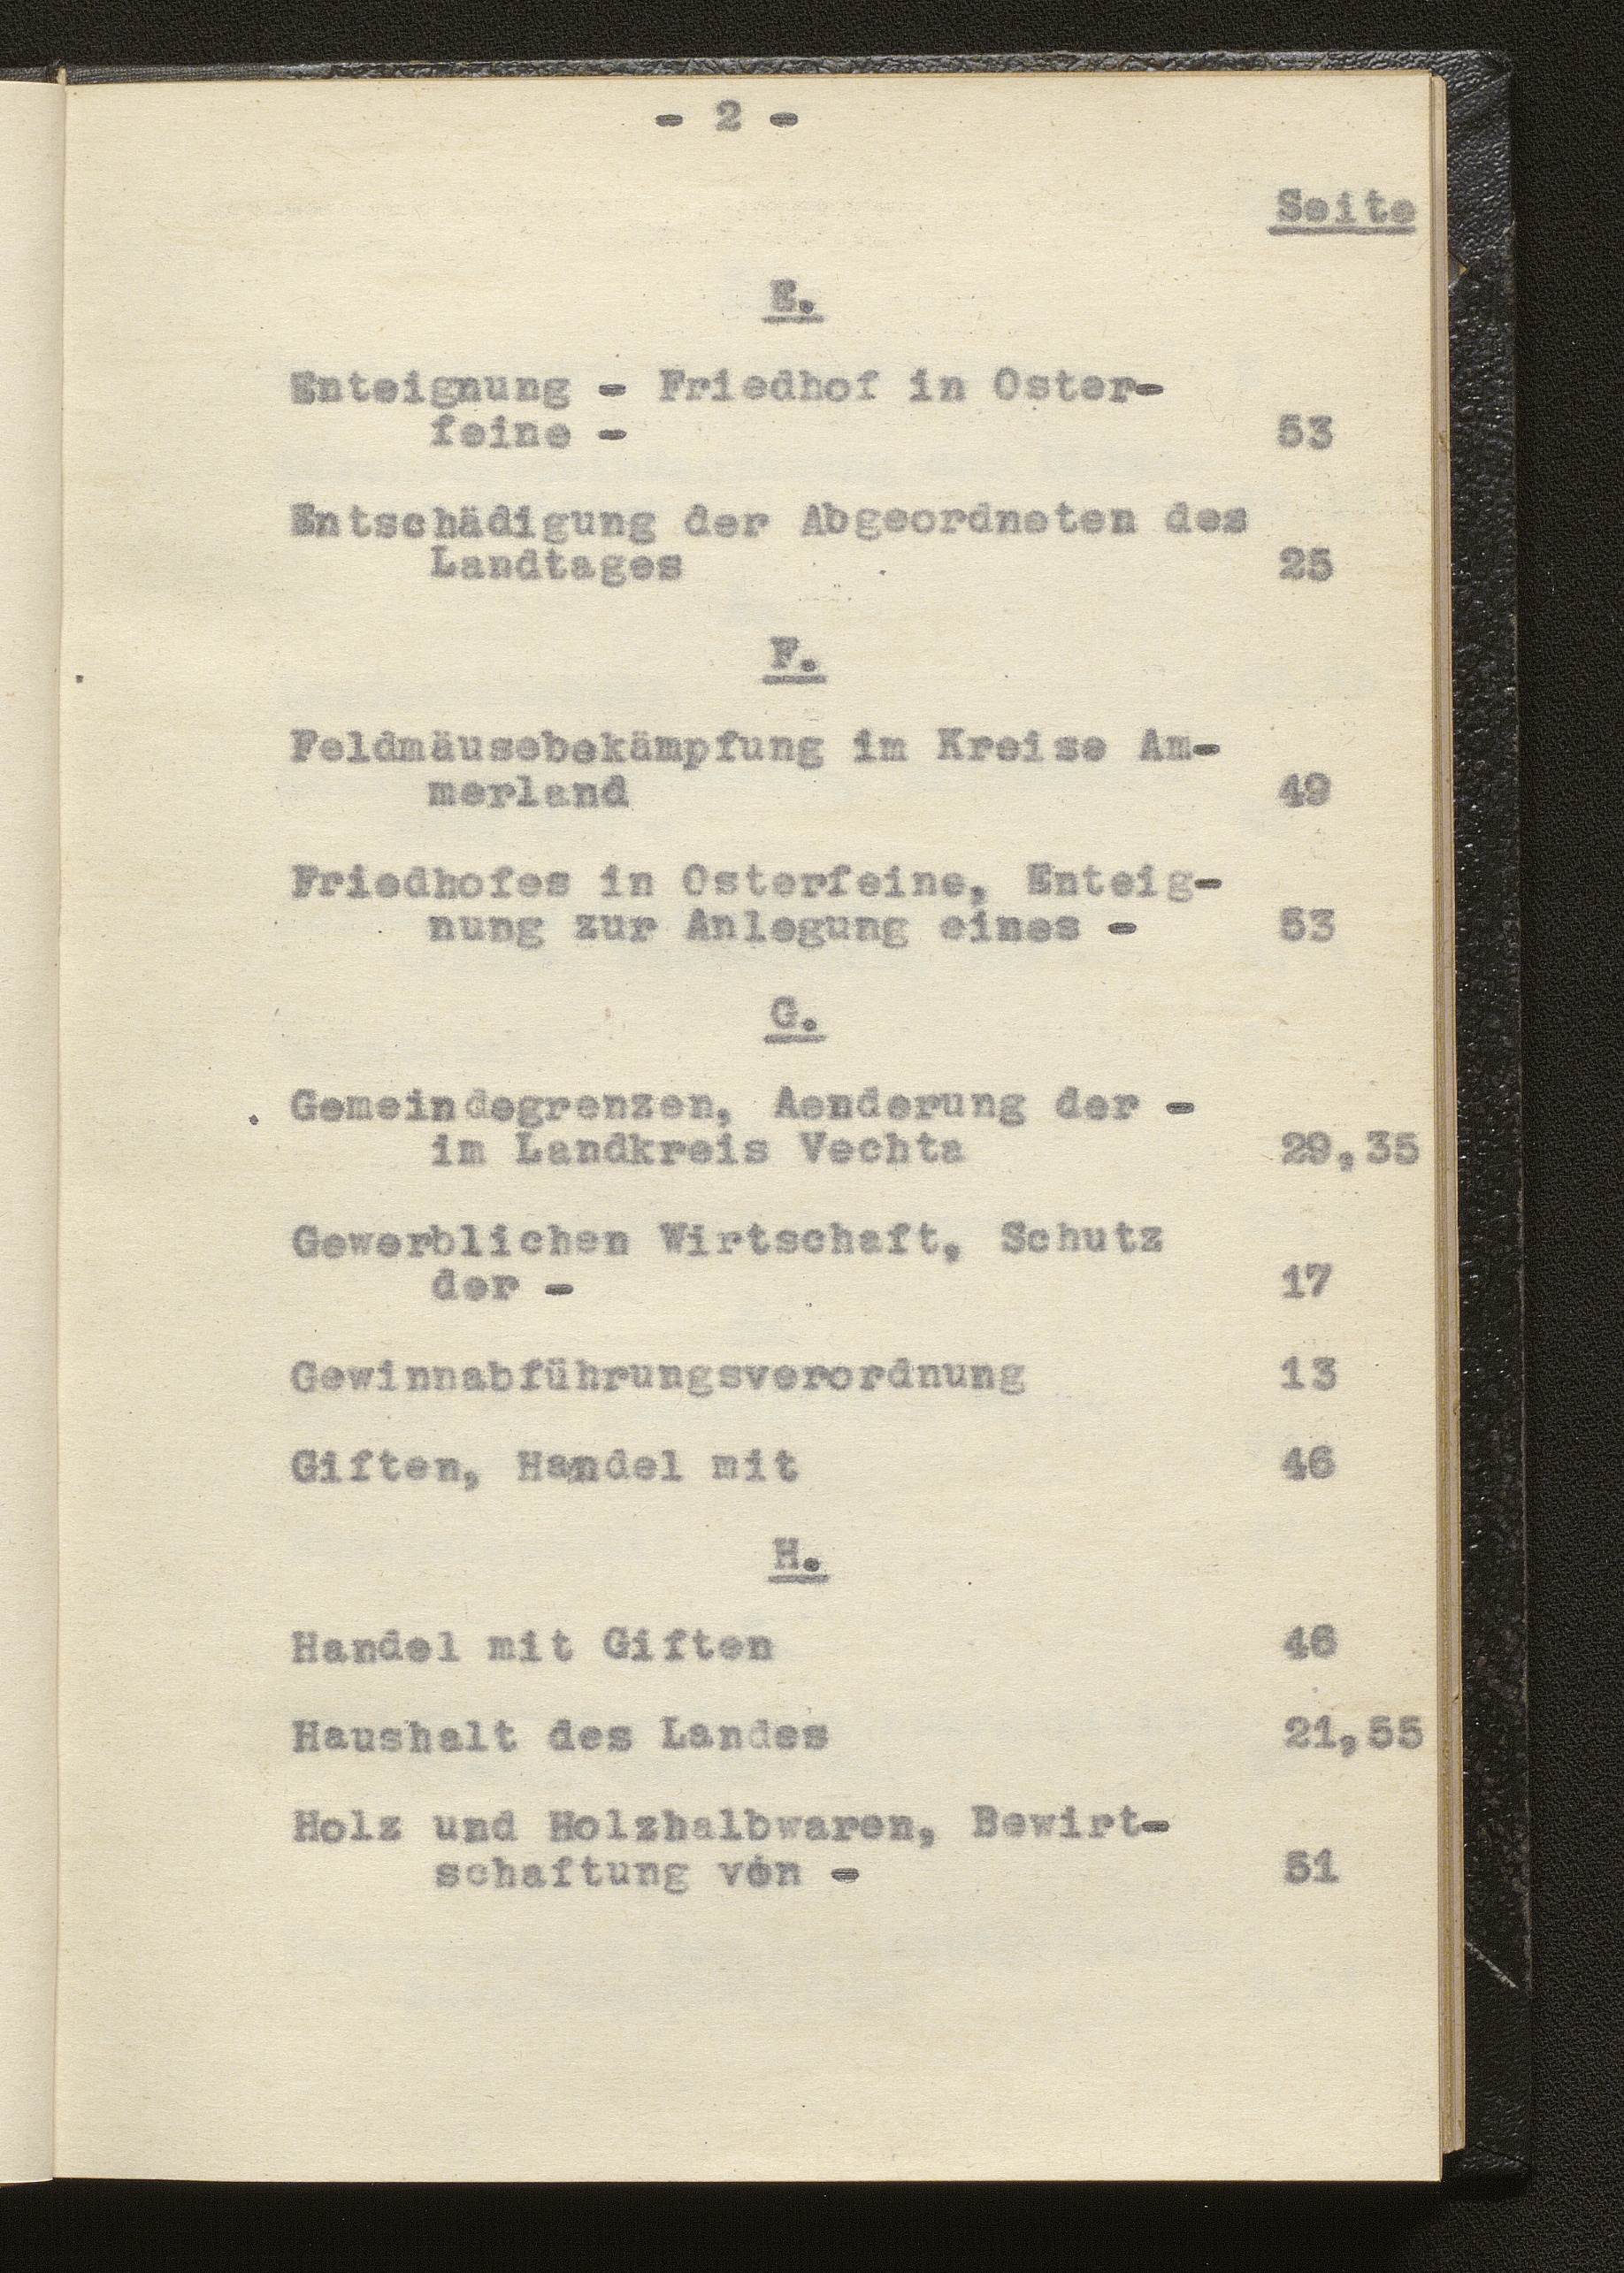 - 2 -
Seite
E.
Enteignung - Friedhof in Oster-
feine - 53
Entschädigung der Abgeordneten des
Landtages 25
F.
Feldmäusebekämpfung im Kreise Am-
merland 49
Friedhofes in Osterfeine, Enteig-
nung zur Anlegung eines - 53
G.
Gemeindegrenzen, Aenderung der -
im Landkreis Vechta 29,35
Gewerblichen Wirtschaft, Schutz
der - 17
Gewinnabführungsverordnung 13
Giften, Handel mit 46
H.
Handel mit Giften 46
Haushalt des Landes 21,55
Holz und Holzhalbwaren, Bewirt-
schaftung von - 51